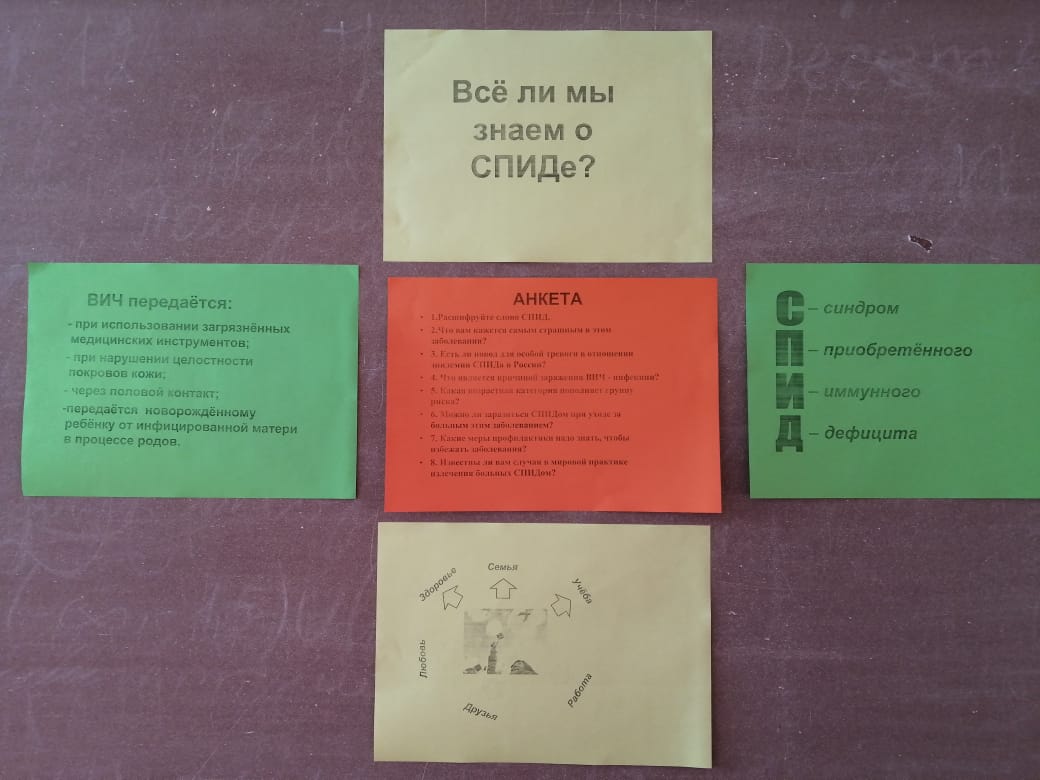 Всё ли мы
знаем о
СПИДе?
ВИЧ передаётся:
- при использовании загрязнённых
медицинских инструментов;
- при нарушении целостности
покровов кожи;
- через половой контакт;
-передаётся новорождённому
ребёнку от инфицированной матери
в процессе родов.
АНКЕТА
• 1.Расшифруйте слово СПИД.
• 2.Что вам кажется самым страшным в этом
заболевании?
• 3. Есть ли повод для особой тревоги в отношении
эпидемии СПИДа в России?
• 4. Что является причиной заражения ВИЧ - инфекцией?
• 5. Какая возрастная категория пополняет группу
риска?
• 6. Можно ли заразиться СПИДом при уходе за
больным этим заболеванием?
• 7. Какие меры профилактики надо знать, чтобы
избежать заболевания?
• 8. Известны ли вам случаи в мировой практике
излечения больных СПИДом?
С – синдром
П – приобретённого
И – иммунного
Д – дефицита
Здоровье
Семья
Учёба
Любовь
Работа
Друзья